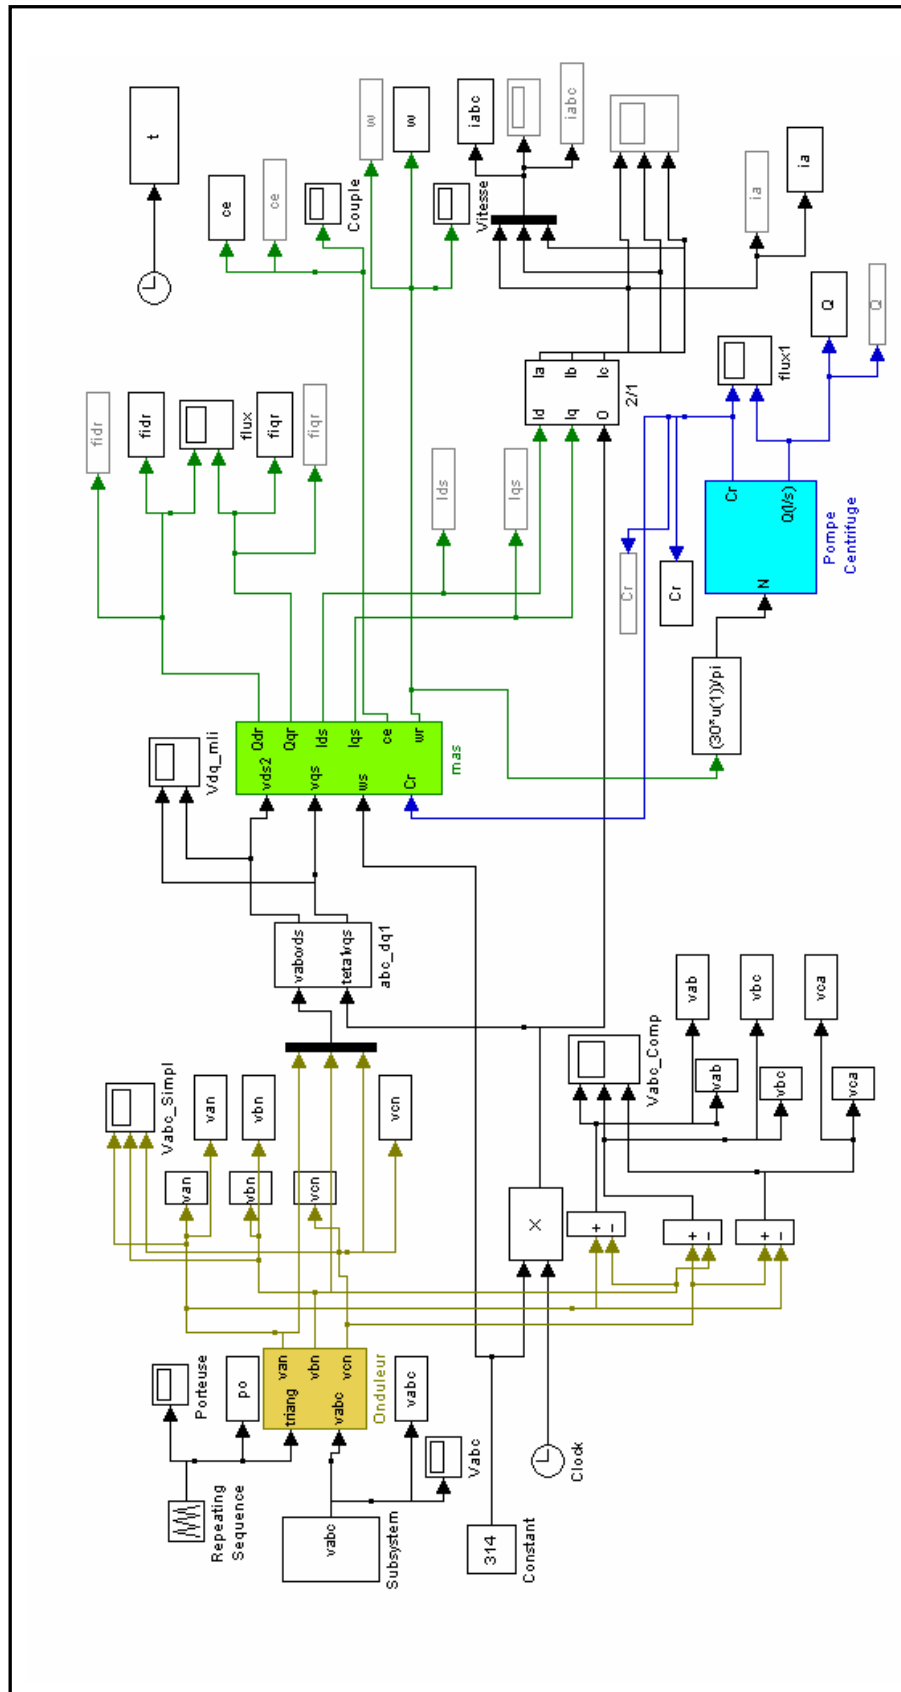 Repeating
Sequence
Porteuse
po
vabc
Subsystem
vabc
Vabc
triang
vabc
van
vbn
vcn
Onduleur
314
Constant
Clock
van
vbn
vcn
Vabc_Simpl
van
vbn
vcn
X
+
-
+
-
+
-
Vabc_Comp
vab
vbc
vca
vab
vbc
vca
vabc
vds
teta1
vqs
abc_dq1
Vdq_mli
vds2
vqs
ws
Cr
Qdr
Qqr
Ids
Iqs
ce
wr
mas
fidr
fidr
flux
fiqr
fiqr
t
ce
ce
Couple
w
w
Vitesse
iabc
iabc
Ids
Iqs
Id
Iq
0
Ia
Ib
Ic
2/1
ia
ia
(30*u(1))/pi
N
Cr
Q(l/s)
Pompe
Centrifuge
Cr
Cr
flux1
Q
Q